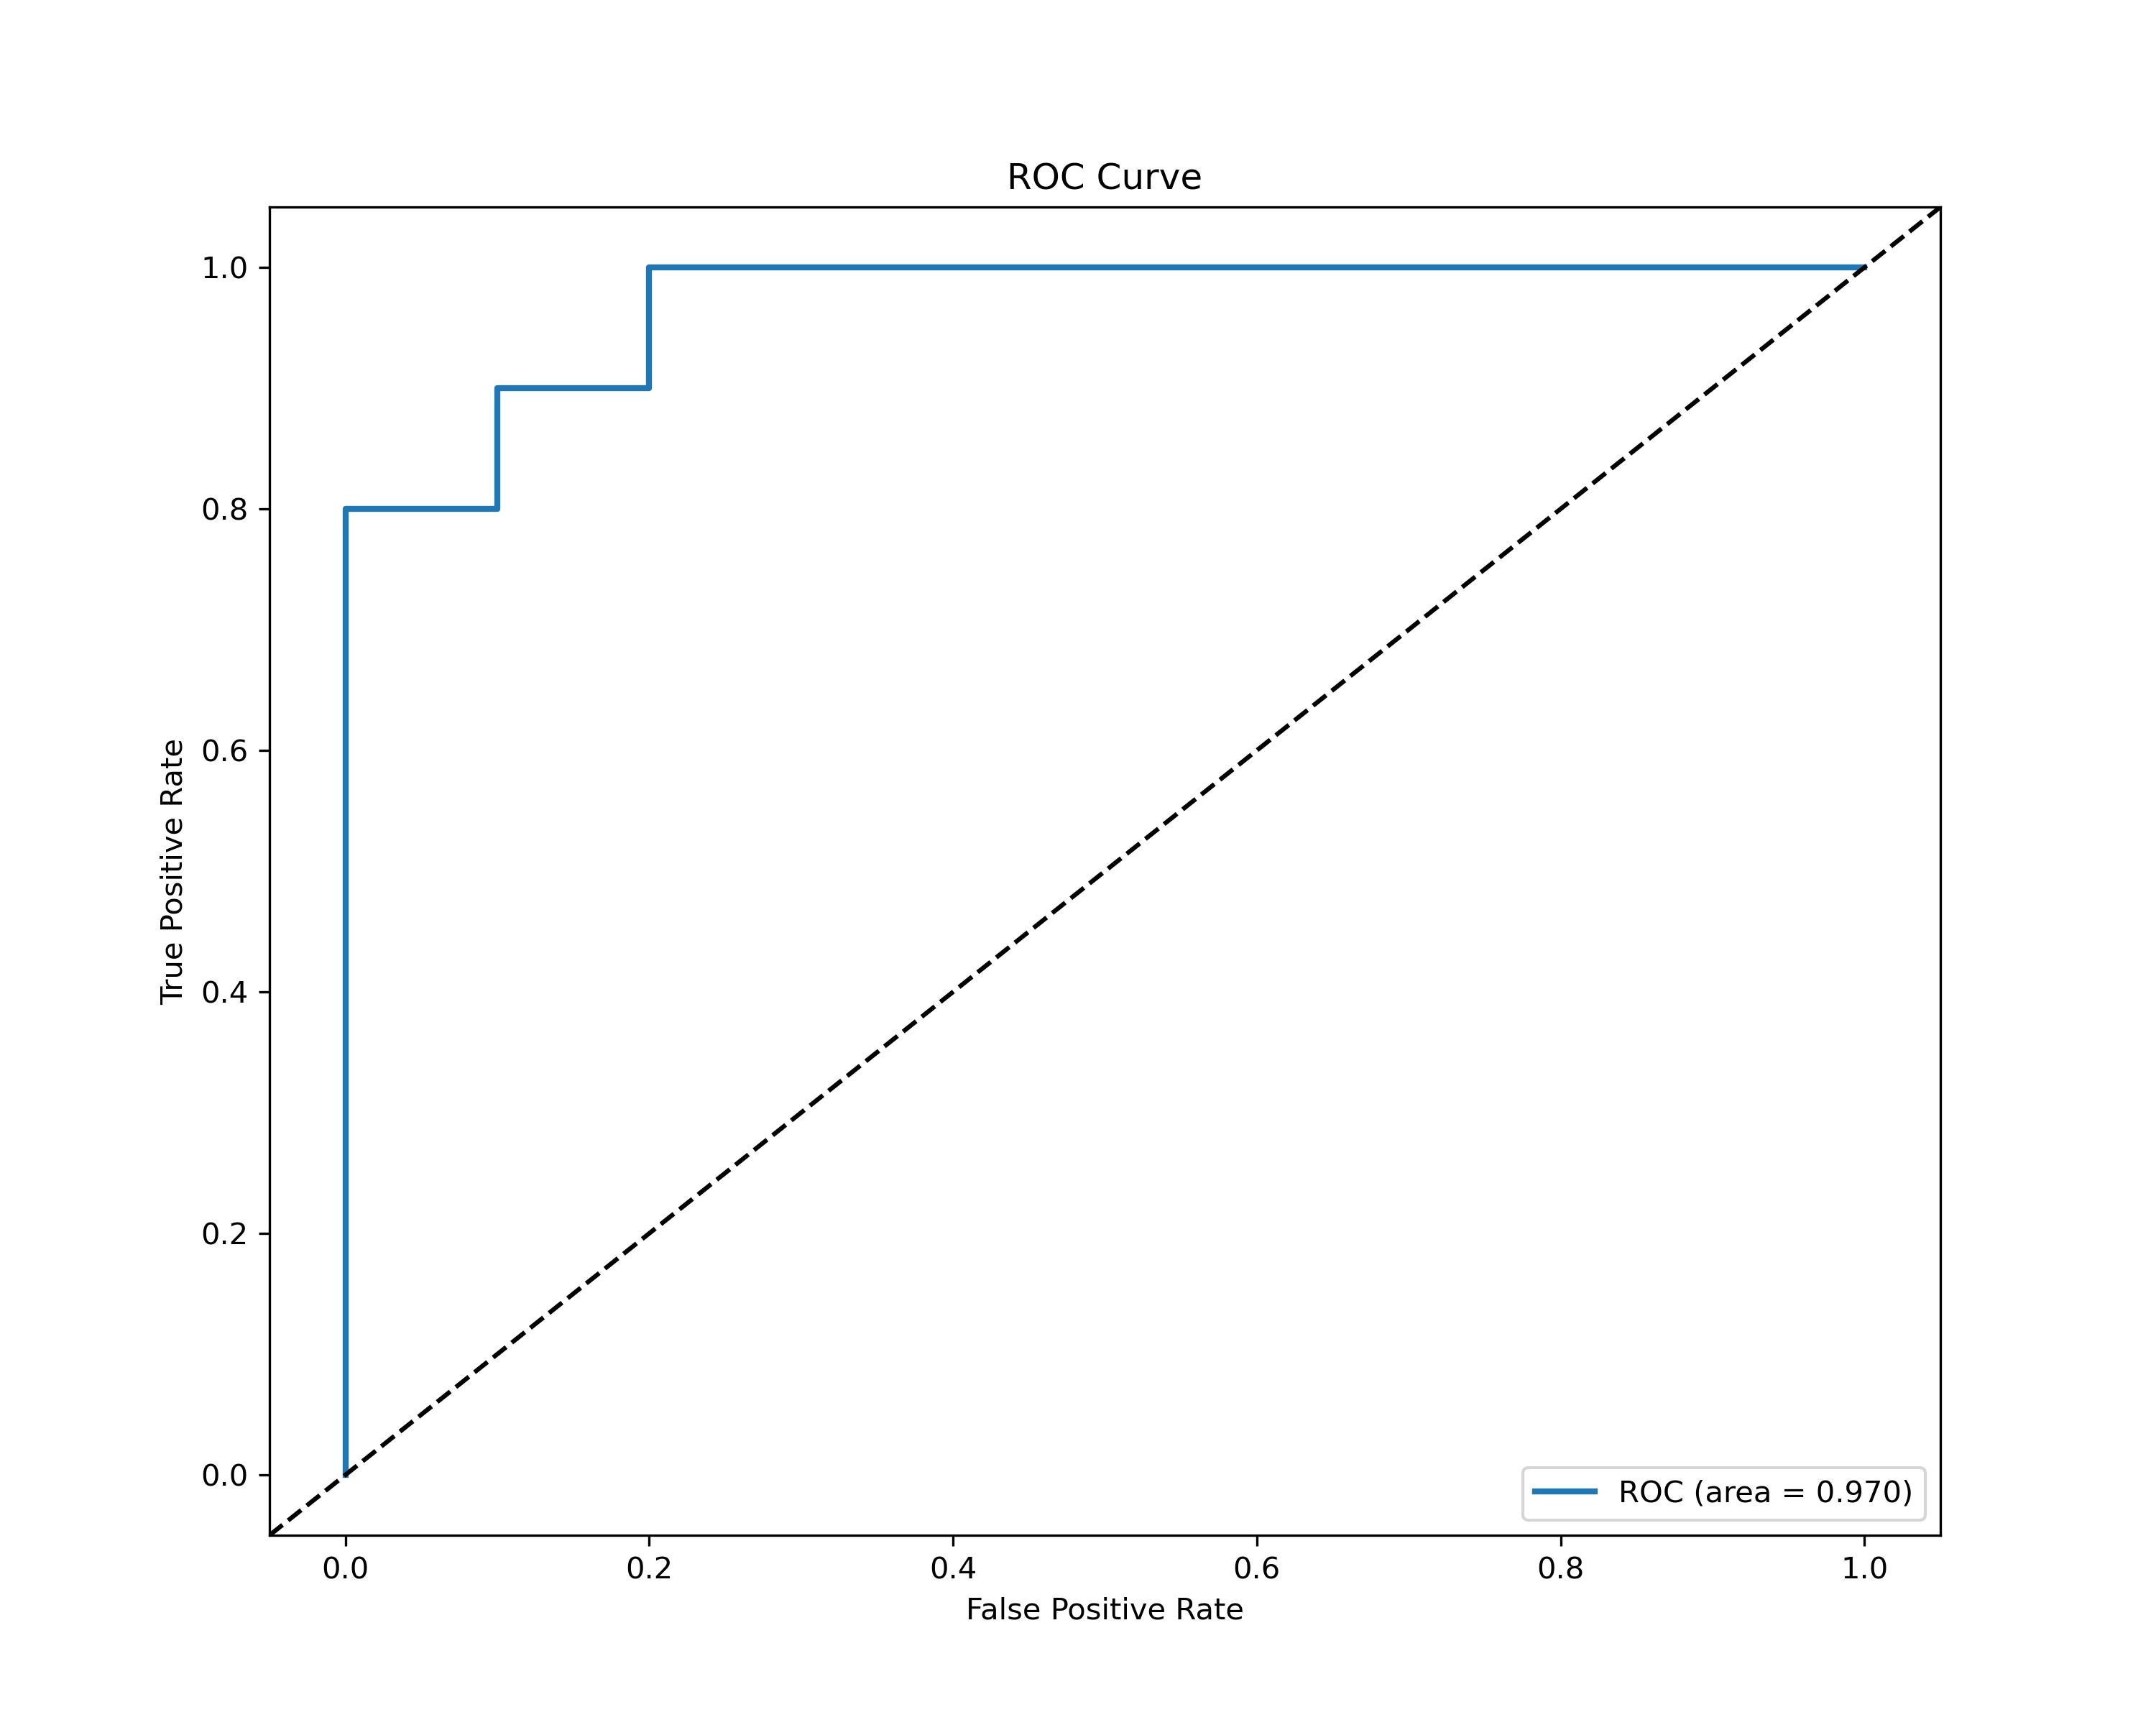 ROC Curve
1.0
0.8
0.6
0.4
0.2
0.0
True Positive Rate
ROC (area = 0.970)
0.0 0.2 0.4 0.6 0.8 1.0
False Positive Rate